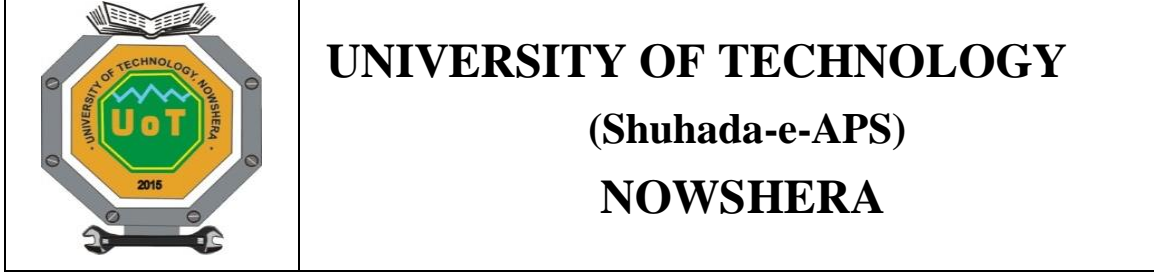 · UNIVERSITY OF TECHNOLOGY, NOWSHERA ·
UoT
2015
UNIVERSITY OF TECHNOLOGY
(Shuhada-e-APS)
NOWSHERA